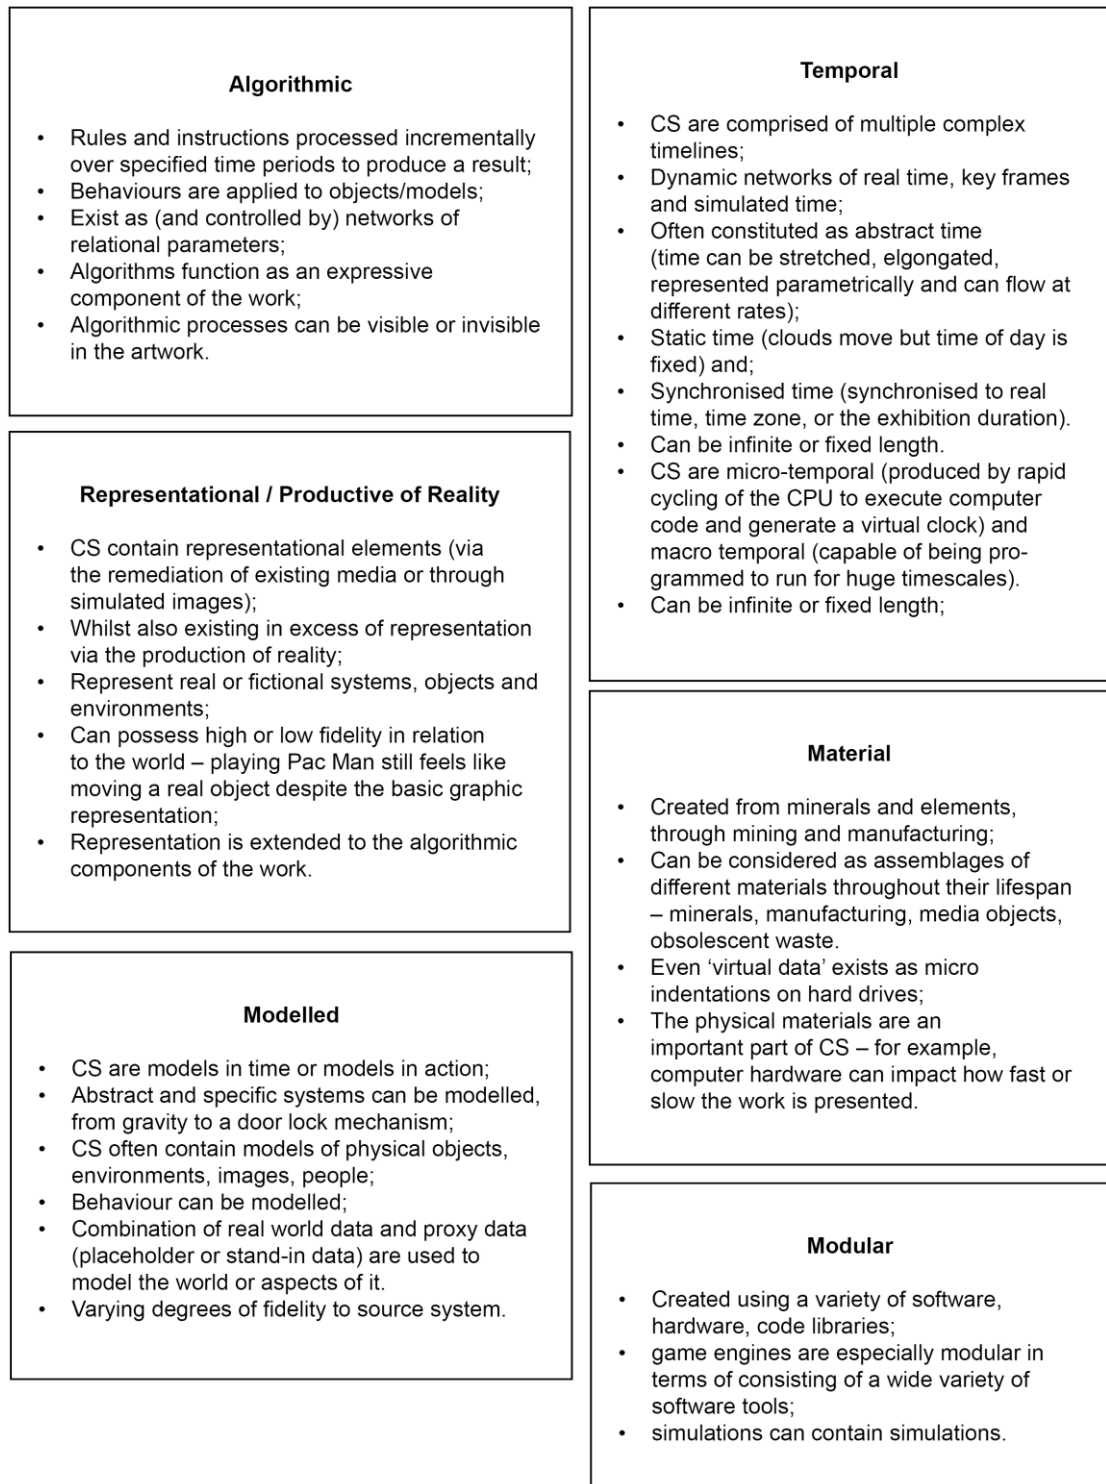 Algorithmic
• Rules and instructions processed incrementally
over specified time periods to produce a result;
• Behaviours are applied to objects/models;
• Exist as (and controlled by) networks of
relational parameters;
• Algorithms function as an expressive
component of the work;
• Algorithmic processes can be visible or invisible
in the artwork.
Representational / Productive of Reality
• CS contain representational elements (via
the remediation of existing media or through
simulated images);
• Whilst also existing in excess of representation
via the production of reality;
• Represent real or fictional systems, objects and
environments;
• Can possess high or low fidelity in relation
to the world – playing Pac Man still feels like
moving a real object despite the basic graphic
representation;
• Representation is extended to the algorithmic
components of the work.
Modelled
• CS are models in time or models in action;
• Abstract and specific systems can be modelled,
from gravity to a door lock mechanism;
• CS often contain models of physical objects,
environments, images, people;
• Behaviour can be modelled;
• Combination of real world data and proxy data
(placeholder or stand-in data) are used to
model the world or aspects of it.
• Varying degrees of fidelity to source system.
Temporal
• CS are comprised of multiple complex
timelines;
• Dynamic networks of real time, key frames
and simulated time;
• Often constituted as abstract time
(time can be stretched, elgongated,
represented parametrically and can flow at
different rates);
• Static time (clouds move but time of day is
fixed) and;
• Synchronised time (synchronised to real
time, time zone, or the exhibition duration).
• Can be infinite or fixed length.
• CS are micro-temporal (produced by rapid
cycling of the CPU to execute computer
code and generate a virtual clock) and
macro temporal (capable of being pro-
grammed to run for huge timescales).
• Can be infinite or fixed length;
Material
• Created from minerals and elements,
through mining and manufacturing;
• Can be considered as assemblages of
different materials throughout their lifespan
– minerals, manufacturing, media objects,
obsolescent waste.
• Even ‘virtual data’ exists as micro
indentations on hard drives;
• The physical materials are an
important part of CS – for example,
computer hardware can impact how fast or
slow the work is presented.
Modular
• Created using a variety of software,
hardware, code libraries;
• game engines are especially modular in
terms of consisting of a wide variety of
software tools;
• simulations can contain simulations.